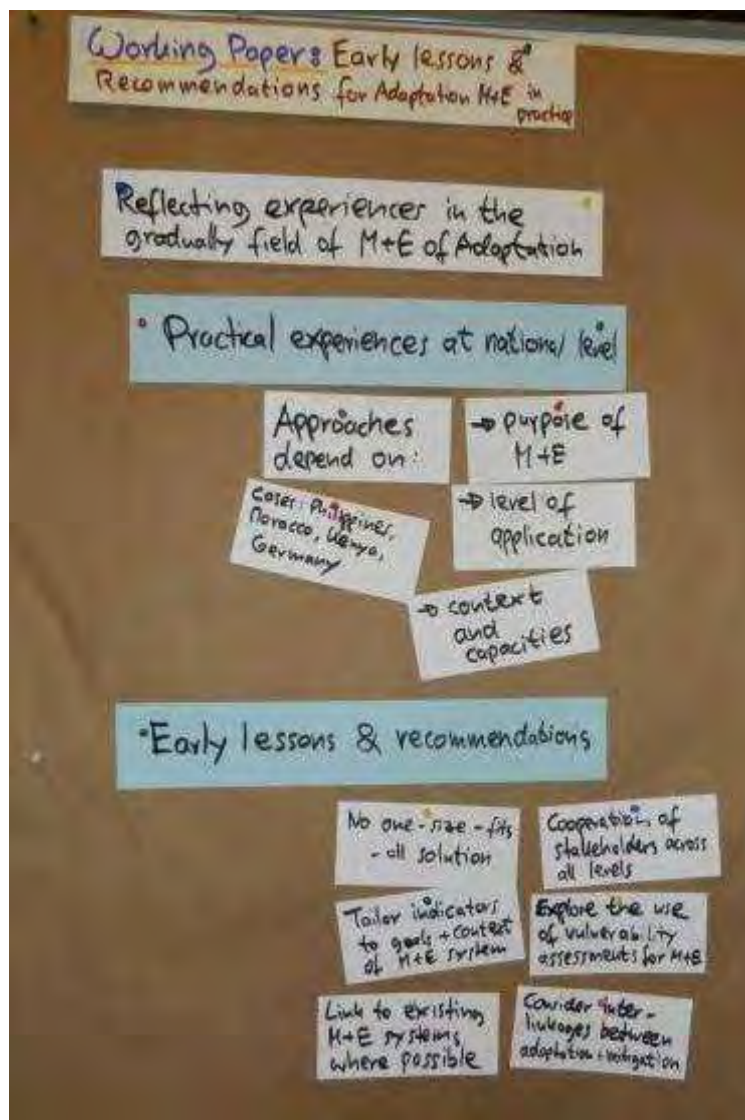 Working Paper: Early lessons &
Recommendations for Adaptation M+E in
practice
Reflecting experiences in the
gradually field of M+E of Adaptation
• Practical experiences at national level
Approaches
depend on:
→ purpose of
M+E
Cases: Philippines,
Morocco, Kenya,
Germany
→ level of
application
→ context
and
capacities
• Early lessons & recommendations
No one-size-fits
-all solution
Cooperation of
stakeholders across
all levels
Tailor indicators
to goals + context
of M+E system
Explore the use
of vulnerability
assessments for M+E
Link to existing
M+E systems
where possible
Consider inter-
linkages between
adaptation + mitigation